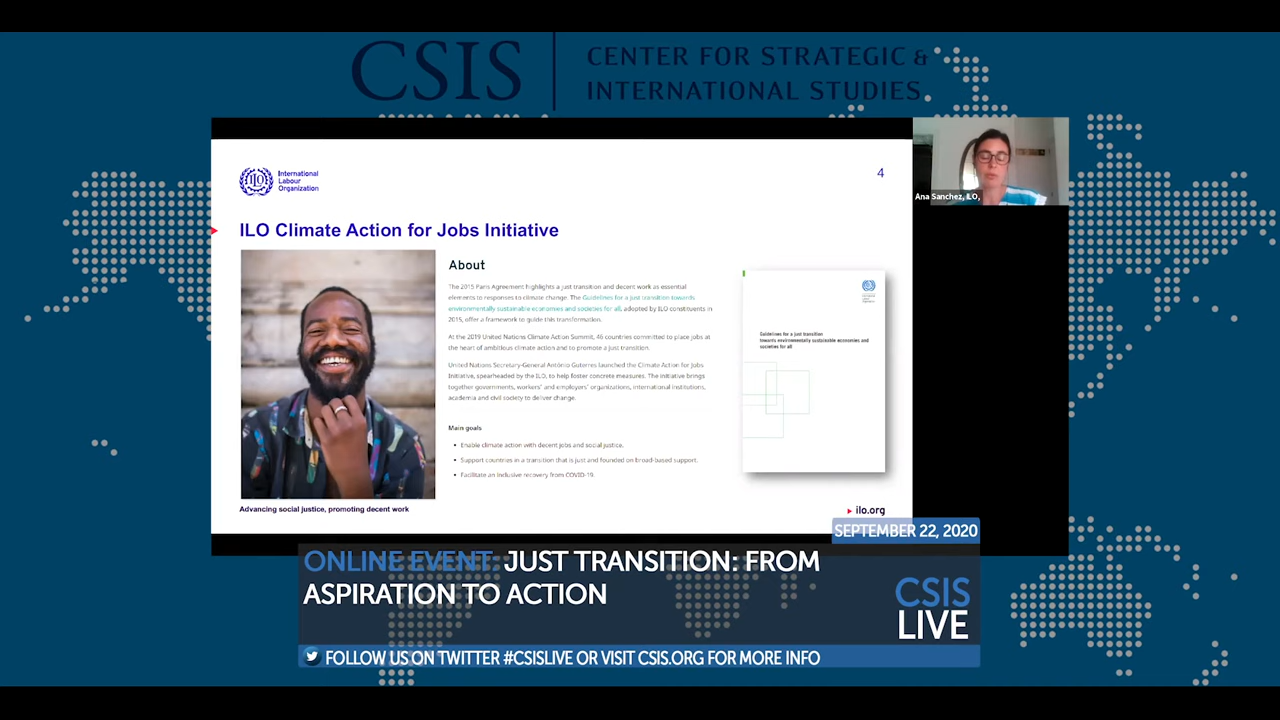 CSIS
CENTER FOR STRATEGIC &
INTERNATIONAL STUDIES
International
Labour
Organization
4
ILO Climate Action for Jobs Initiative
About
The 2015 Paris Agreement highlights a just transition and decent work as essential
elements to responses to climate change. The Guidelines for a just transition towards
environmentally sustainable economies and societies for all, adopted by ILO constituents in
2015, offer a framework to guide this transformation.
At the 2019 United Nations Climate Action Summit, 46 countries committed to place jobs at
the heart of ambitious climate action and to promote a just transition.
United Nations Secretary-General António Guterres launched the Climate Action for Jobs
Initiative, spearheaded by the ILO, to help foster concrete measures. The initiative brings
together governments, workers' and employers' organizations, international institutions,
academia and civil society to deliver change.
Main goals
• Enable climate action with decent jobs and social justice.
• Support countries in a transition that is just and founded on broad-based support.
• Facilitate an inclusive recovery from COVID-19.
Guidelines for a just transition
towards environmentally sustainable economies and
societies for all
Advancing social justice, promoting decent work
ilo.org
Ana Sanchez, ILO,
SEPTEMBER 22, 2020
ONLINE EVENT: JUST TRANSITION: FROM
ASPIRATION TO ACTION
CSIS
LIVE
FOLLOW US ON TWITTER #CSISLIVE OR VISIT CSIS.ORG FOR MORE INFO